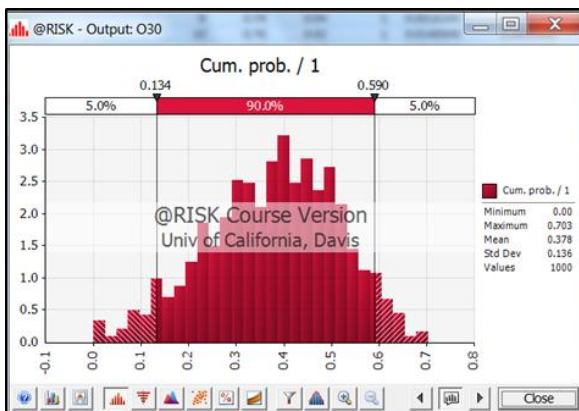 @RISK - Output: O30
Cum. prob. / 1
0.134 0.590
5.0% 90.0% 5.0%
3.5
3.0
2.5
2.0
1.5
1.0
0.5
0.0
-0.1 0.0 0.1 0.2 0.3 0.4 0.5 0.6 0.7 0.8
@RISK Course Version
Univ of California, Davis
Cum. prob. / 1
Minimum 0.00
Maximum 0.703
Mean 0.378
Std Dev 0.136
Values 1000
Close